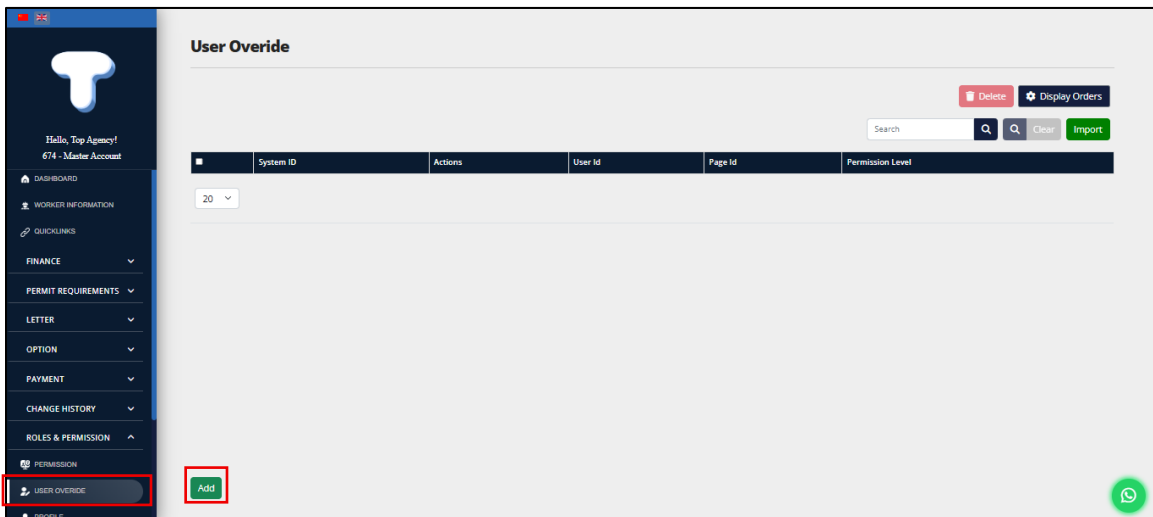 User Overide
Delete
Display Orders
Search
Clear
Import
System ID Actions User Id Page Id Permission Level
20
Hello, Top Agency!
674 - Master Account
DASHBOARD
WORKER INFORMATION
QUICKLINKS
FINANCE
PERMIT REQUIREMENTS
LETTER
OPTION
PAYMENT
CHANGE HISTORY
ROLES & PERMISSION
PERMISSION
USER OVERIDE
PROFILE
Add